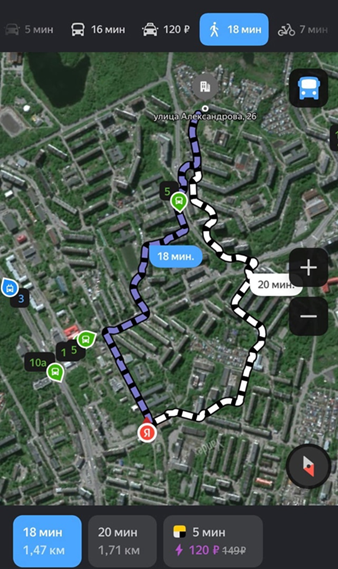 5 мин
16 мин
120 ₽
18 мин
7 мин
улица Александрова, 26
5
18 мин.
20 мин.
3
1 5
10а
Я
18 мин
1,47 км
20 мин
1,71 км
5 мин
120 ₽ 149₽